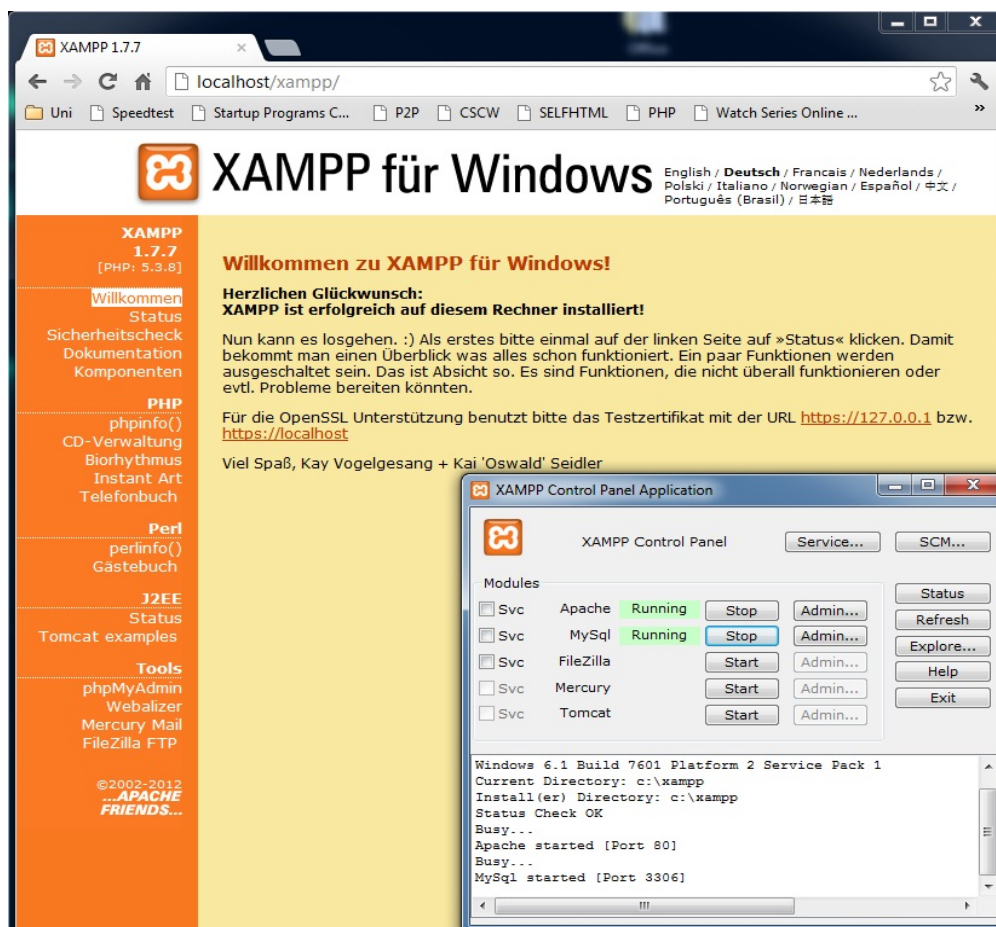 XAMPP 1.7.7
localhost/xampp/
Uni Speedtest Startup Programs C... P2P CSCW SELFHTML PHP Watch Series Online ... »
XAMPP für Windows
English / Deutsch / Francais / Nederlands /
Polski / Italiano / Norwegian / Español / 中文 /
Português (Brasil) / 日本語
XAMPP
1.7.7
[PHP: 5.3.8]
Willkommen
Status
Sicherheitscheck
Dokumentation
Komponenten
PHP
phpinfo()
CD-Verwaltung
Biorhythmus
Instant Art
Telefonbuch
Perl
perlinfo()
Gästebuch
J2EE
Status
Tomcat examples
Tools
phpMyAdmin
Webalizer
Mercury Mail
FileZilla FTP
©2002-2012
...APACHE
FRIENDS...
Willkommen zu XAMPP für Windows!
Herzlichen Glückwunsch:
XAMPP ist erfolgreich auf diesem Rechner installiert!
Nun kann es losgehen. :) Als erstes bitte einmal auf der linken Seite auf »Status« klicken. Damit
bekommt man einen Überblick was alles schon funktioniert. Ein paar Funktionen werden
ausgeschaltet sein. Das ist Absicht so. Es sind Funktionen, die nicht überall funktionieren oder
evtl. Probleme bereiten könnten.
Für die OpenSSL Unterstützung benutzt bitte das Testzertifikat mit der URL https://127.0.0.1 bzw.
https://localhost
Viel Spaß, Kay Vogelgesang + Kai 'Oswald' Seidler
XAMPP Control Panel Application
XAMPP Control Panel Service... SCM...
Modules
Svc Apache Running Stop Admin...
Svc MySql Running Stop Admin...
Svc FileZilla Start Admin...
Svc Mercury Start Admin...
Svc Tomcat Start Admin...
Status
Refresh
Explore...
Help
Exit
Windows 6.1 Build 7601 Platform 2 Service Pack 1
Current Directory: c:\xampp
Install(er) Directory: c:\xampp
Status Check OK
Busy...
Apache started [Port 80]
Busy...
MySql started [Port 3306]